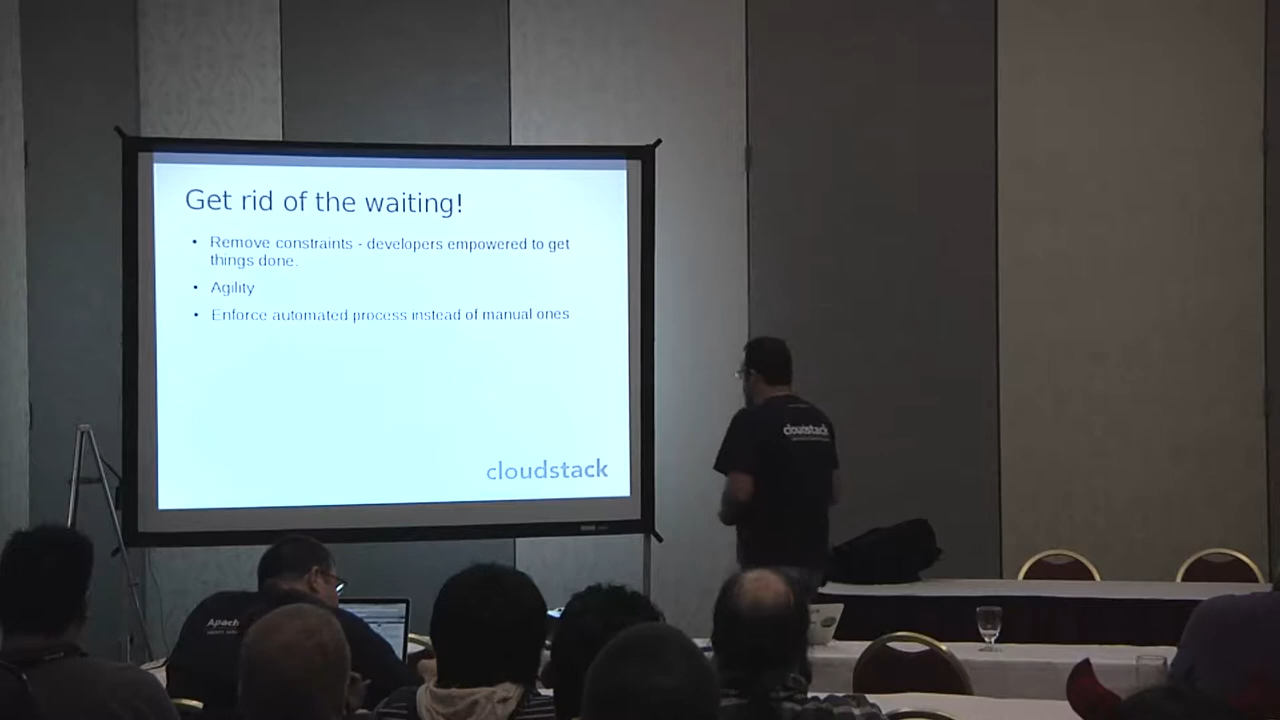 Get rid of the waiting!
• Remove constraints - developers empowered to get
things done.
• Agility
• Enforce automated process instead of manual ones
cloudstack
cloudstack
Apach